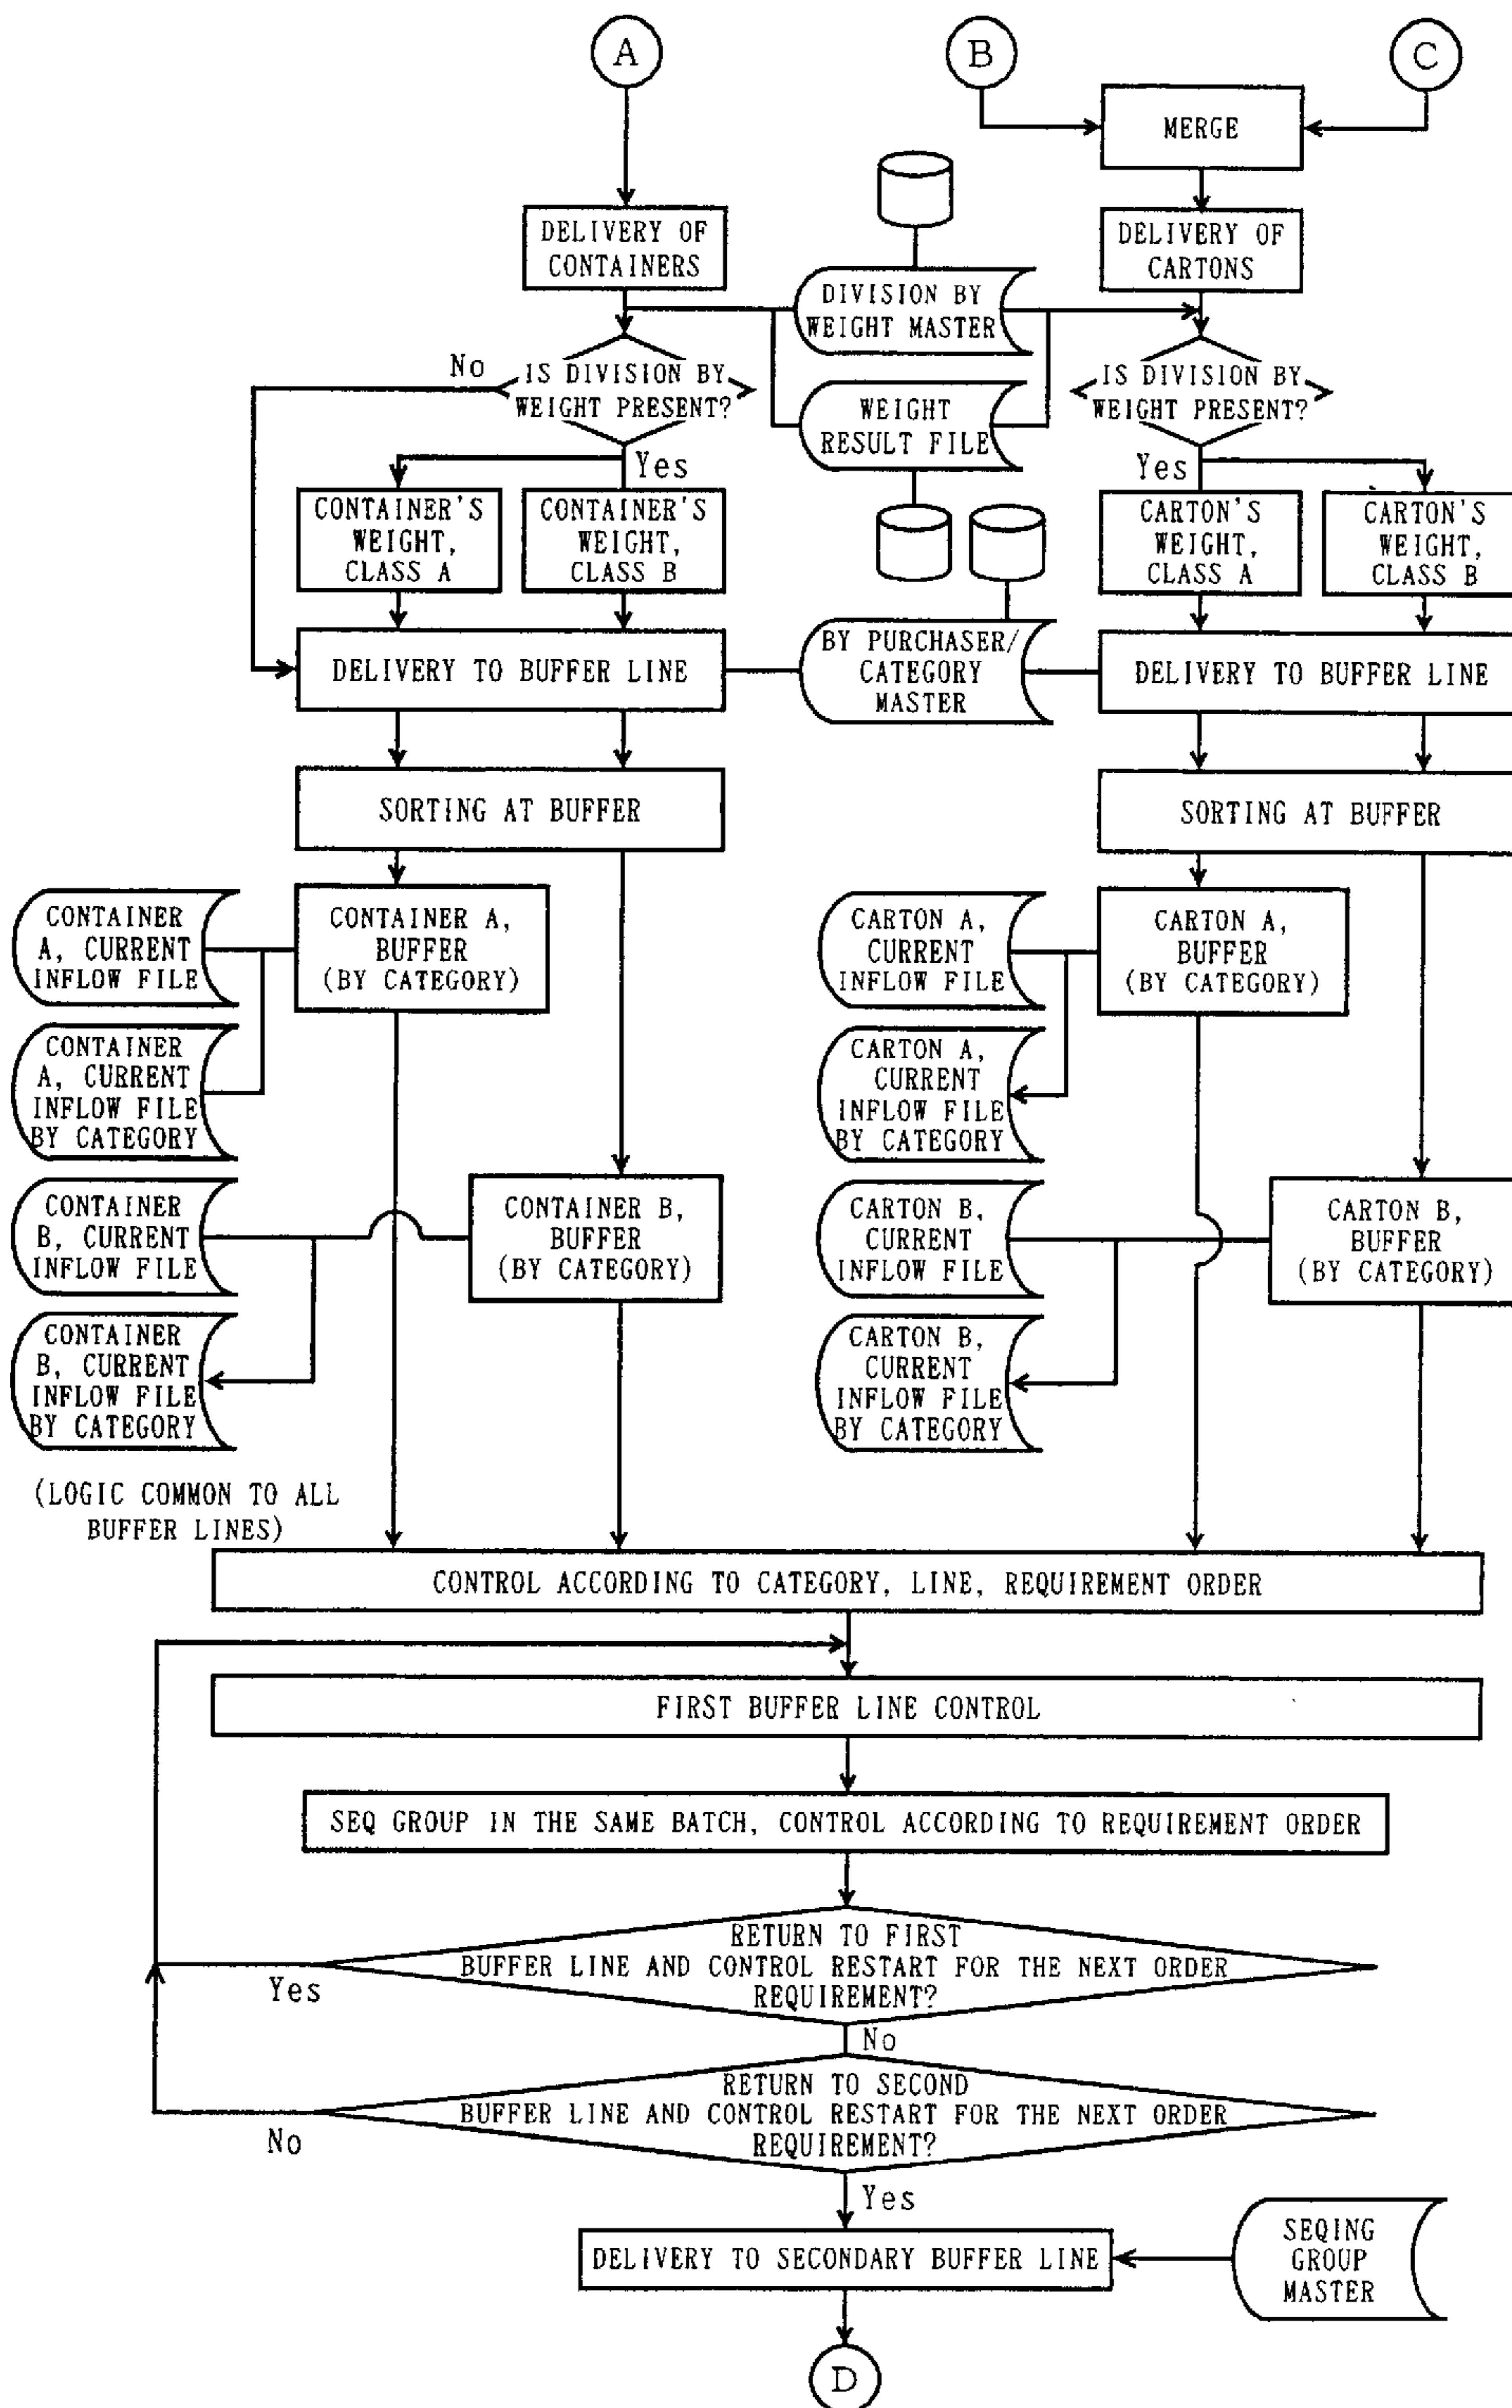 A
B
C
MERGE
DELIVERY OF
CONTAINERS
DELIVERY OF
CARTONS
DIVISION BY
WEIGHT MASTER
No
IS DIVISION BY
WEIGHT PRESENT?
WEIGHT
RESULT FILE
IS DIVISION BY
WEIGHT PRESENT?
Yes
Yes
CONTAINER'S
WEIGHT,
CLASS A
CONTAINER'S
WEIGHT,
CLASS B
CARTON'S
WEIGHT,
CLASS A
CARTON'S
WEIGHT,
CLASS B
DELIVERY TO BUFFER LINE
BY PURCHASER/
CATEGORY
MASTER
DELIVERY TO BUFFER LINE
SORTING AT BUFFER
SORTING AT BUFFER
CONTAINER
A, CURRENT
INFLOW FILE
CONTAINER A,
BUFFER
(BY CATEGORY)
CARTON A,
CURRENT
INFLOW FILE
CARTON A,
BUFFER
(BY CATEGORY)
CONTAINER
A, CURRENT
INFLOW FILE
BY CATEGORY
CARTON A,
CURRENT
INFLOW FILE
BY CATEGORY
CONTAINER
B, CURRENT
INFLOW FILE
CONTAINER B,
BUFFER
(BY CATEGORY)
CARTON B,
CURRENT
INFLOW FILE
CARTON B,
BUFFER
(BY CATEGORY)
CONTAINER
B, CURRENT
INFLOW FILE
BY CATEGORY
CARTON B,
CURRENT
INFLOW FILE
BY CATEGORY
(LOGIC COMMON TO ALL
BUFFER LINES)
CONTROL ACCORDING TO CATEGORY, LINE, REQUIREMENT ORDER
FIRST BUFFER LINE CONTROL
SEQ GROUP IN THE SAME BATCH, CONTROL ACCORDING TO REQUIREMENT ORDER
RETURN TO FIRST
BUFFER LINE AND CONTROL RESTART FOR THE NEXT ORDER
REQUIREMENT?
Yes
No
RETURN TO SECOND
BUFFER LINE AND CONTROL RESTART FOR THE NEXT ORDER
REQUIREMENT?
No
Yes
DELIVERY TO SECONDARY BUFFER LINE
SEQING
GROUP
MASTER
D